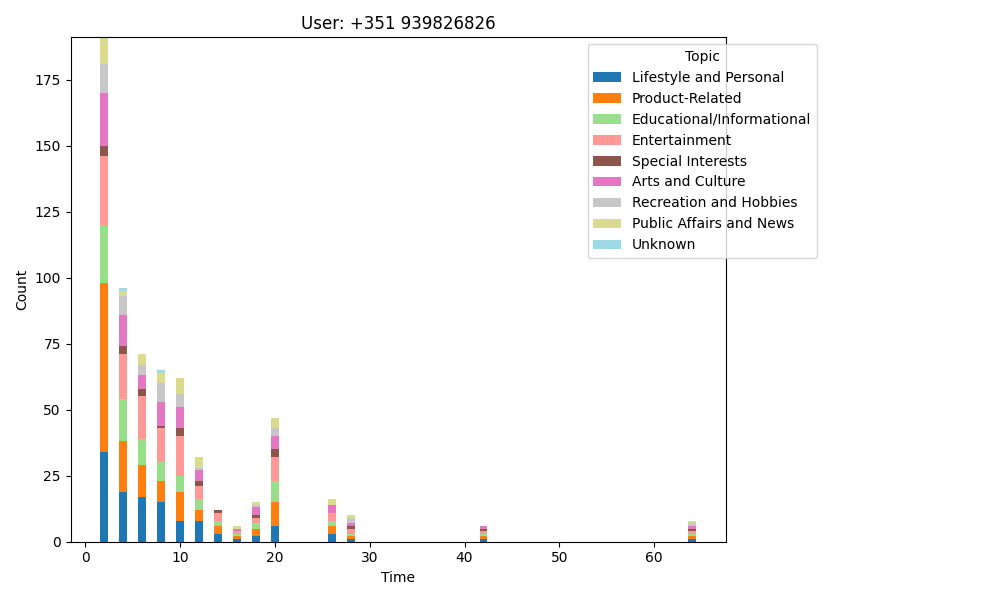 User: +351 939826826
Topic
Lifestyle and Personal
Product-Related
Educational/Informational
Entertainment
Special Interests
Arts and Culture
Recreation and Hobbies
Public Affairs and News
Unknown
175
150
125
100
75
50
25
0
Count
0 10 20 30 40 50 60
Time